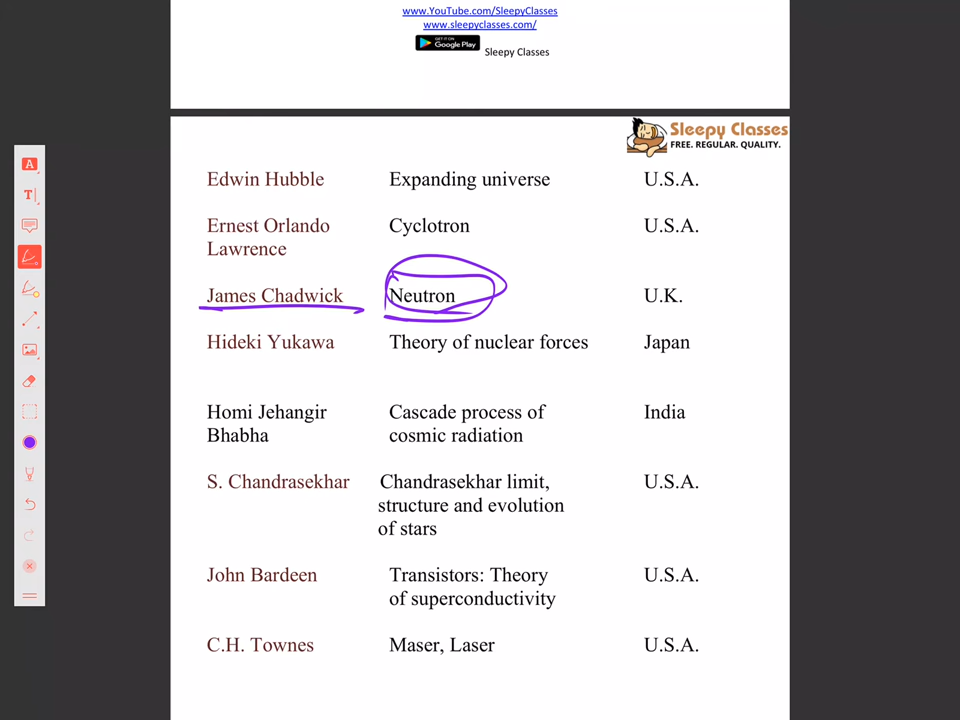 www.YouTube.com/SleepyClasses
www.sleepyclasses.com/
GET IT ON
Google Play
Sleepy Classes
Sleepy Classes
FREE. REGULAR. QUALITY.
A
T
Edwin Hubble Expanding universe U.S.A.
Ernest Orlando Cyclotron U.S.A.
Lawrence
James Chadwick Neutron U.K.
Hideki Yukawa Theory of nuclear forces Japan
Homi Jehangir Cascade process of India
Bhabha cosmic radiation
S. Chandrasekhar Chandrasekhar limit, U.S.A.
structure and evolution
of stars
John Bardeen Transistors: Theory U.S.A.
of superconductivity
C.H. Townes Maser, Laser U.S.A.